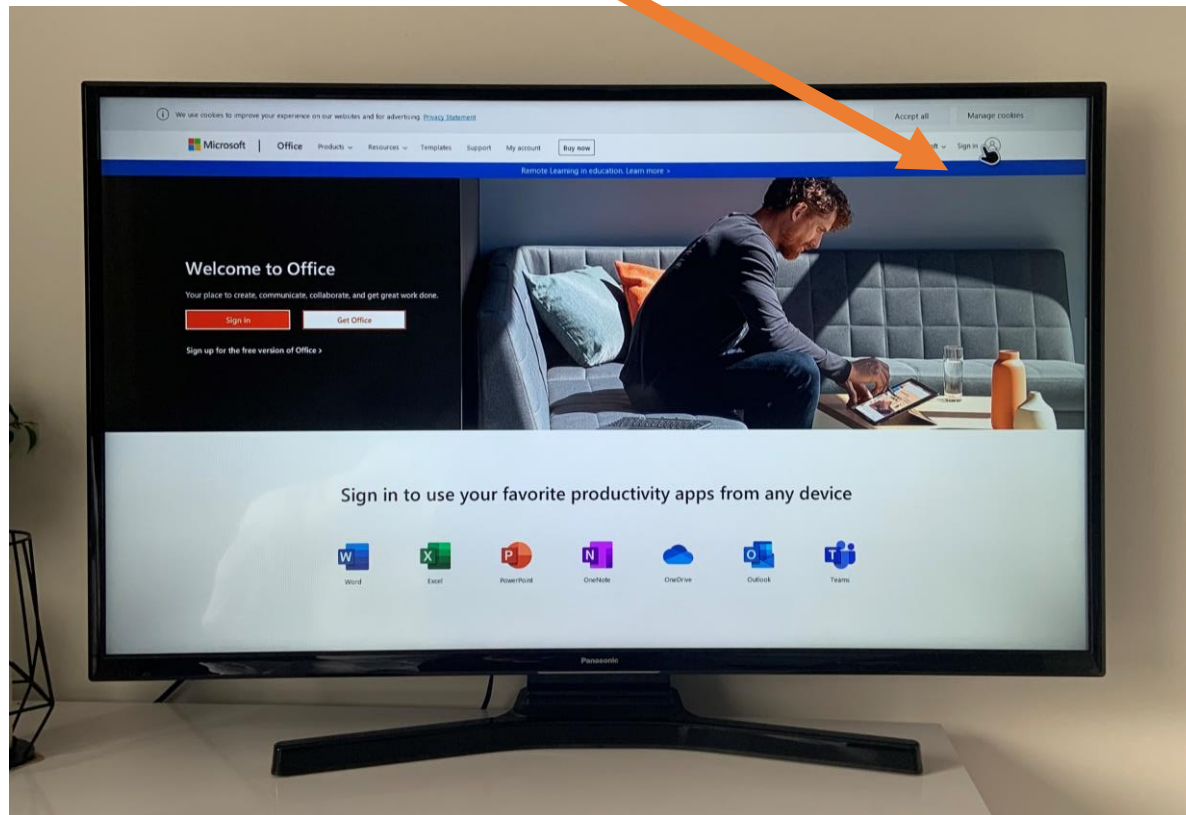 We use cookies to improve your experience on our websites and for advertising. Privacy Statement
Accept all
Manage cookies
Microsoft | Office Products Resources Templates Support My account Buy now
Sign in
Remote Learning in education. Learn more >
Welcome to Office
Your place to create, communicate, collaborate, and get great work done.
Sign in
Get Office
Sign up for the free version of Office >
Sign in to use your favorite productivity apps from any device
Word
Excel
PowerPoint
OneNote
OneDrive
Outlook
Teams
Panasonic